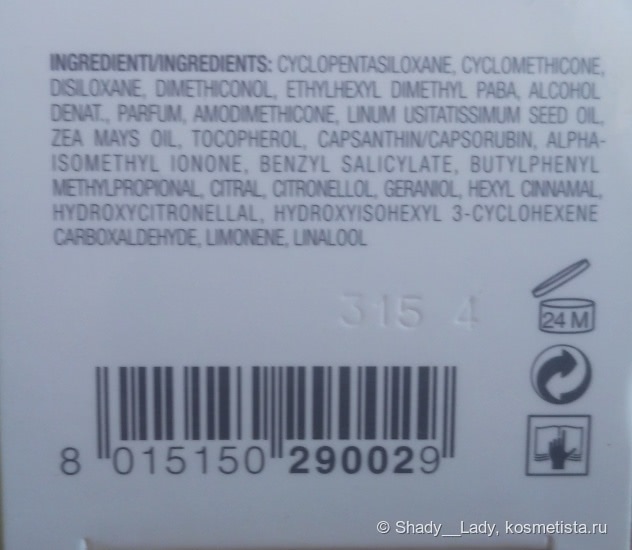 INGREDIENTI/INGREDIENTS: CYCLOPENTASILOXANE, CYCLOMETHICONE,
DISILOXANE, DIMETHICONOL, ETHYLHEXYL DIMETHYL PABA, ALCOHOL
DENAT., PARFUM, AMODIMETHICONE, LINUM USITATISSIMUM SEED OIL,
ZEA MAYS OIL, TOCOPHEROL, CAPSANTHIN/CAPSORUBIN, ALPHA-
ISOMETHYL IONONE, BENZYL SALICYLATE, BUTYLPHENYL
METHYLPROPIONAL, CITRAL, CITRONELLOL, GERANIOL, HEXYL CINNAMAL,
HYDROXYCITRONELLAL, HYDROXYISOHEXYL 3-CYCLOHEXENE
CARBOXALDEHYDE, LIMONENE, LINALOOL
315 4
24 M
8 015150 290029
© Shady__Lady, kosmetista.ru